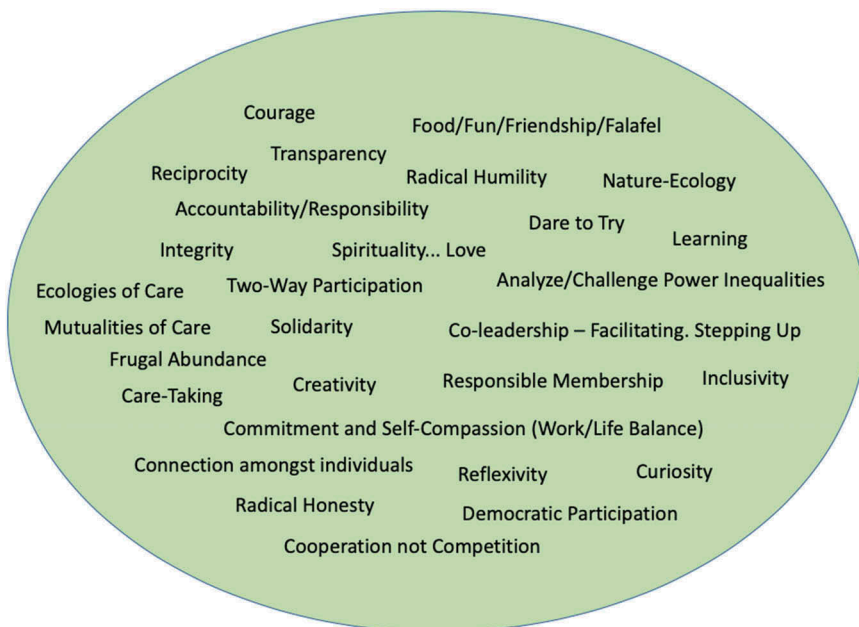 Courage
Food/Fun/Friendship/Falafel
Transparency
Reciprocity
Radical Humility
Nature-Ecology
Accountability/Responsibility
Dare to Try
Learning
Integrity
Spirituality... Love
Ecologies of Care
Two-Way Participation
Analyze/Challenge Power Inequalities
Mutualities of Care
Solidarity
Co-leadership – Facilitating. Stepping Up
Frugal Abundance
Care-Taking
Creativity
Responsible Membership
Inclusivity
Commitment and Self-Compassion (Work/Life Balance)
Connection amongst individuals
Reflexivity
Curiosity
Radical Honesty
Democratic Participation
Cooperation not Competition